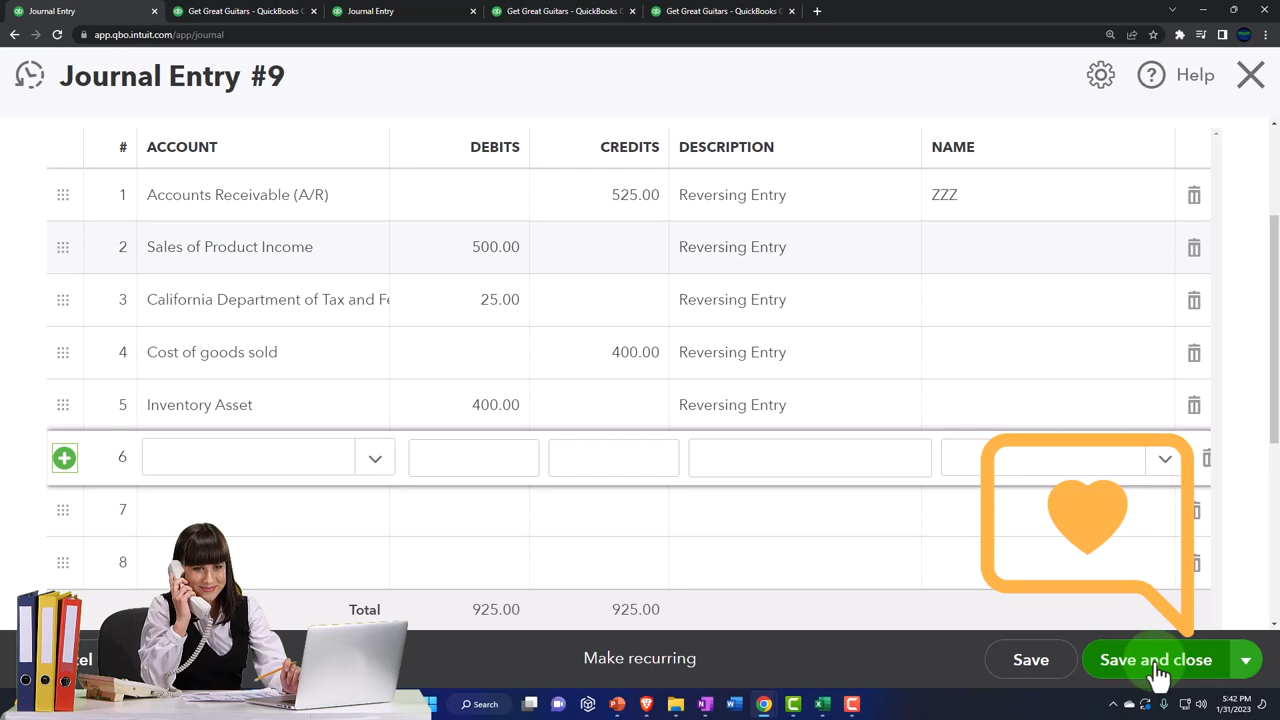 Journal Entry
Get Great Guitars - QuickBooks C
Journal Entry
Get Great Guitars - QuickBooks C
Get Great Guitars - QuickBooks C
app.qbo.intuit.com/app/journal
Journal Entry #9
Help
# ACCOUNT DEBITS CREDITS DESCRIPTION NAME
1 Accounts Receivable (A/R) 525.00 Reversing Entry ZZZ
2 Sales of Product Income 500.00 Reversing Entry
3 California Department of Tax and Fe 25.00 Reversing Entry
4 Cost of goods sold 400.00 Reversing Entry
5 Inventory Asset 400.00 Reversing Entry
6
7
8
Total 925.00 925.00
Make recurring
Save
Save and close
Search
5:42 PM
1/31/2023